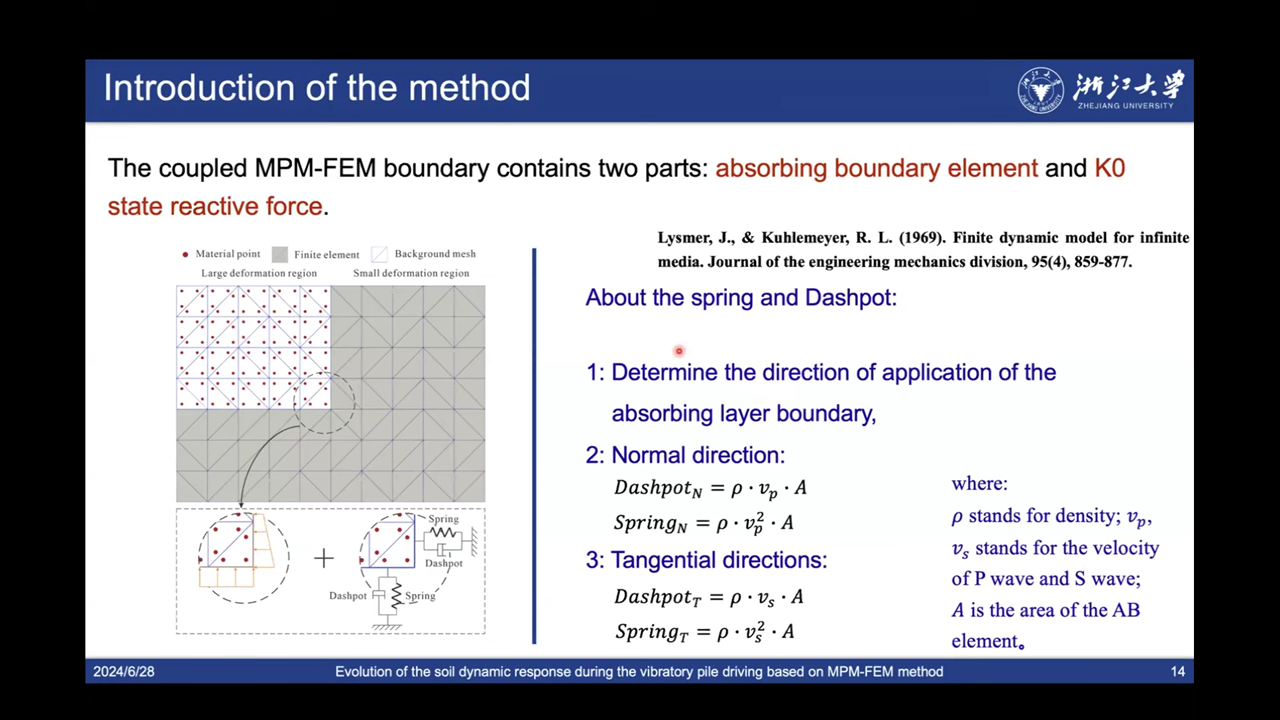 Introduction of the method
浙江大学
ZHEJIANG UNIVERSITY
The coupled MPM-FEM boundary contains two parts: absorbing boundary element and K0
state reactive force.
Lysmer, J., & Kuhlemeyer, R. L. (1969). Finite dynamic model for infinite
media. Journal of the engineering mechanics division, 95(4), 859-877.
Material point
Finite element
Background mesh
Large deformation region
Small deformation region
+
Spring
Dashpot
Dashpot
Spring
About the spring and Dashpot:
1: Determine the direction of application of the
absorbing layer boundary,
2: Normal direction:
Dashpot_N = ρ · v_p · A
Spring_N = ρ · v_p^2 · A
3: Tangential directions:
Dashpot_T = ρ · v_s · A
Spring_T = ρ · v_s^2 · A
where:
ρ stands for density; v_p,
v_s stands for the velocity
of P wave and S wave;
A is the area of the AB
element。
2024/6/28
Evolution of the soil dynamic response during the vibratory pile driving based on MPM-FEM method
14